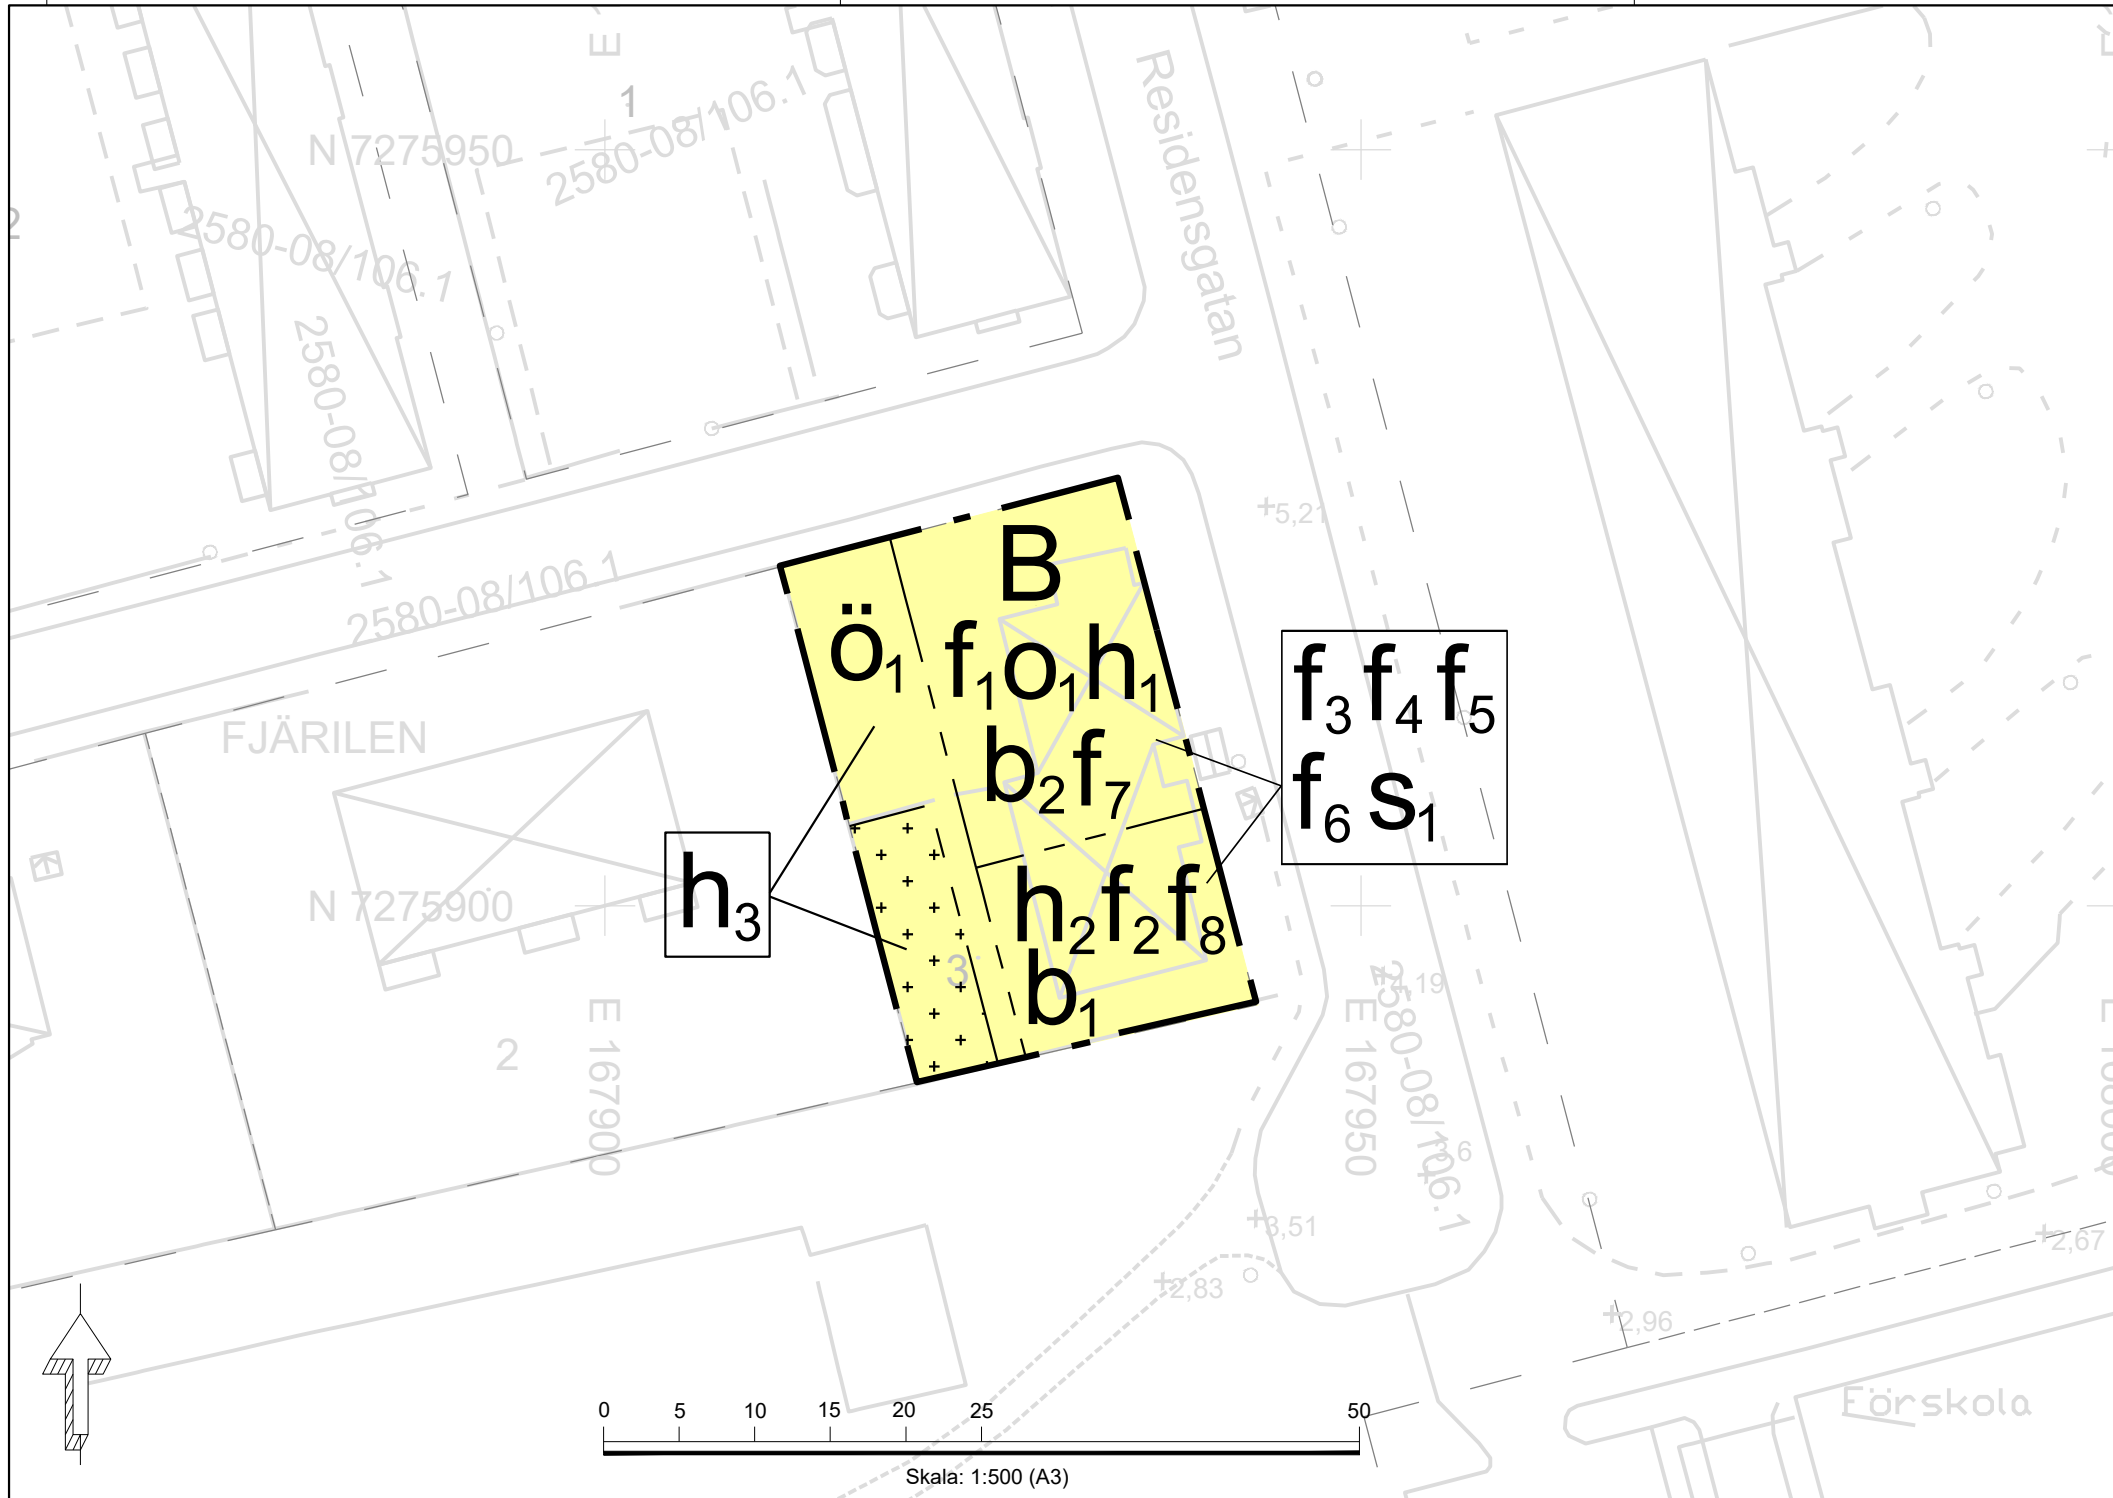 E
1
N 7275950
2580-08/106.1
Residensgatan
2
2580-08/106.1
2580-08/106.1
+5,21
B
2580-08/106.1
ö1
f1 o1 h1
f3 f4 f5
FJÄRILEN
b2 f7
f6 s1
h3
h2 f2 f8
N 7275900
3
b1
4,19
2
E 167900
E 167950
2580-08/106.1
3,6
+3,51
+2,67
+2,83
+2,96
Förskola
0 5 10 15 20 25 50
Skala: 1:500 (A3)